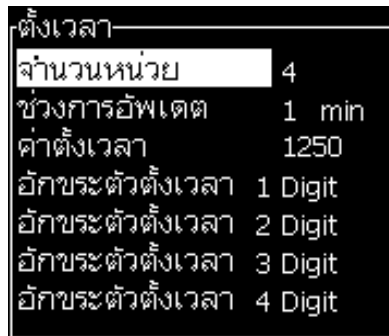 ตั้งเวลา
จำนวนหน่วย 4
ช่วงการอัพเดต 1 min
ค่าตั้งเวลา 1250
อักขระตัวตั้งเวลา 1 Digit
อักขระตัวตั้งเวลา 2 Digit
อักขระตัวตั้งเวลา 3 Digit
อักขระตัวตั้งเวลา 4 Digit